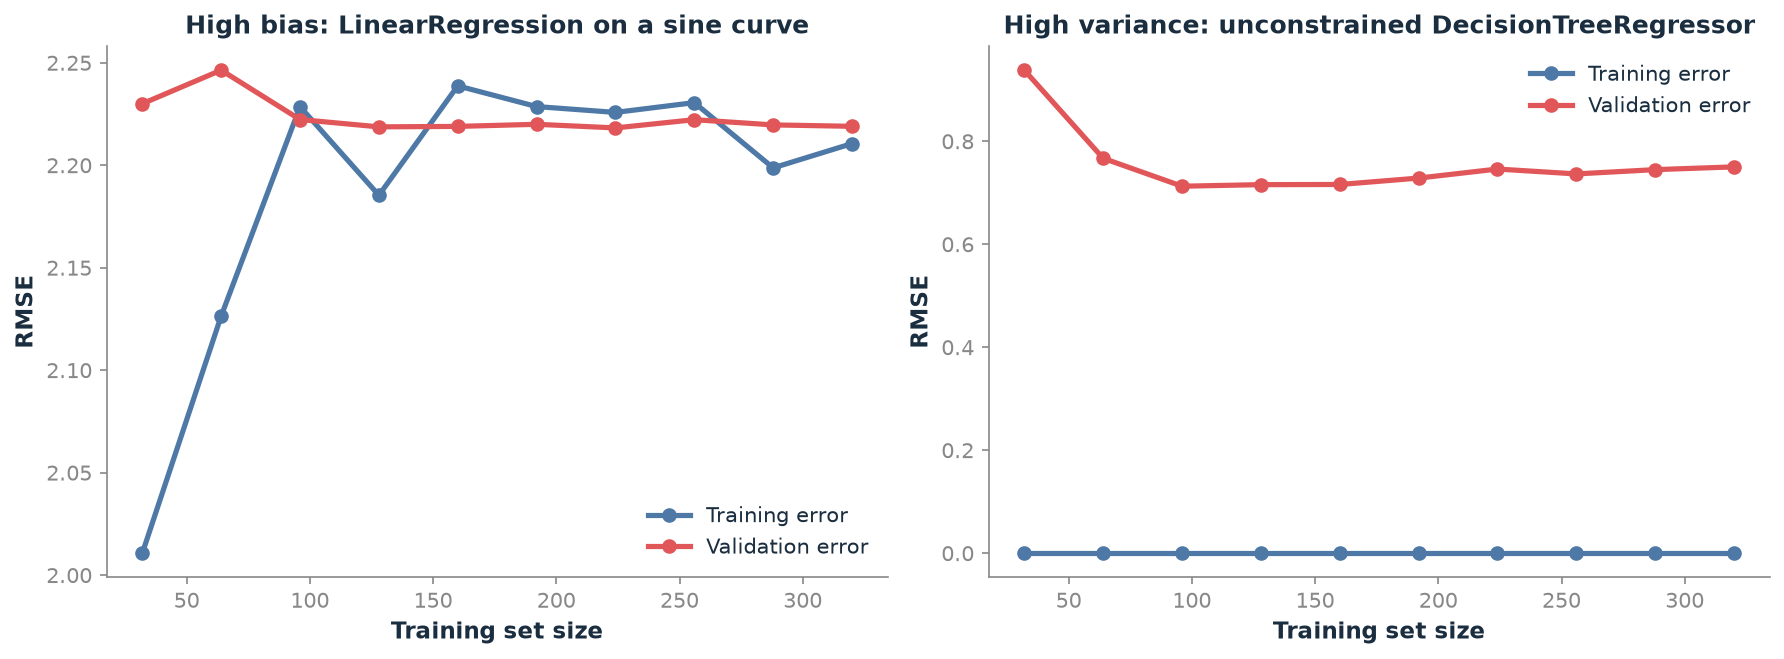 High bias: LinearRegression on a sine curve
2.25
2.20
2.15
2.10
2.05
2.00
RMSE
50 100 150 200 250 300
Training set size
Training error
Validation error
High variance: unconstrained DecisionTreeRegressor
Training error
Validation error
0.8
0.6
0.4
0.2
0.0
RMSE
50 100 150 200 250 300
Training set size